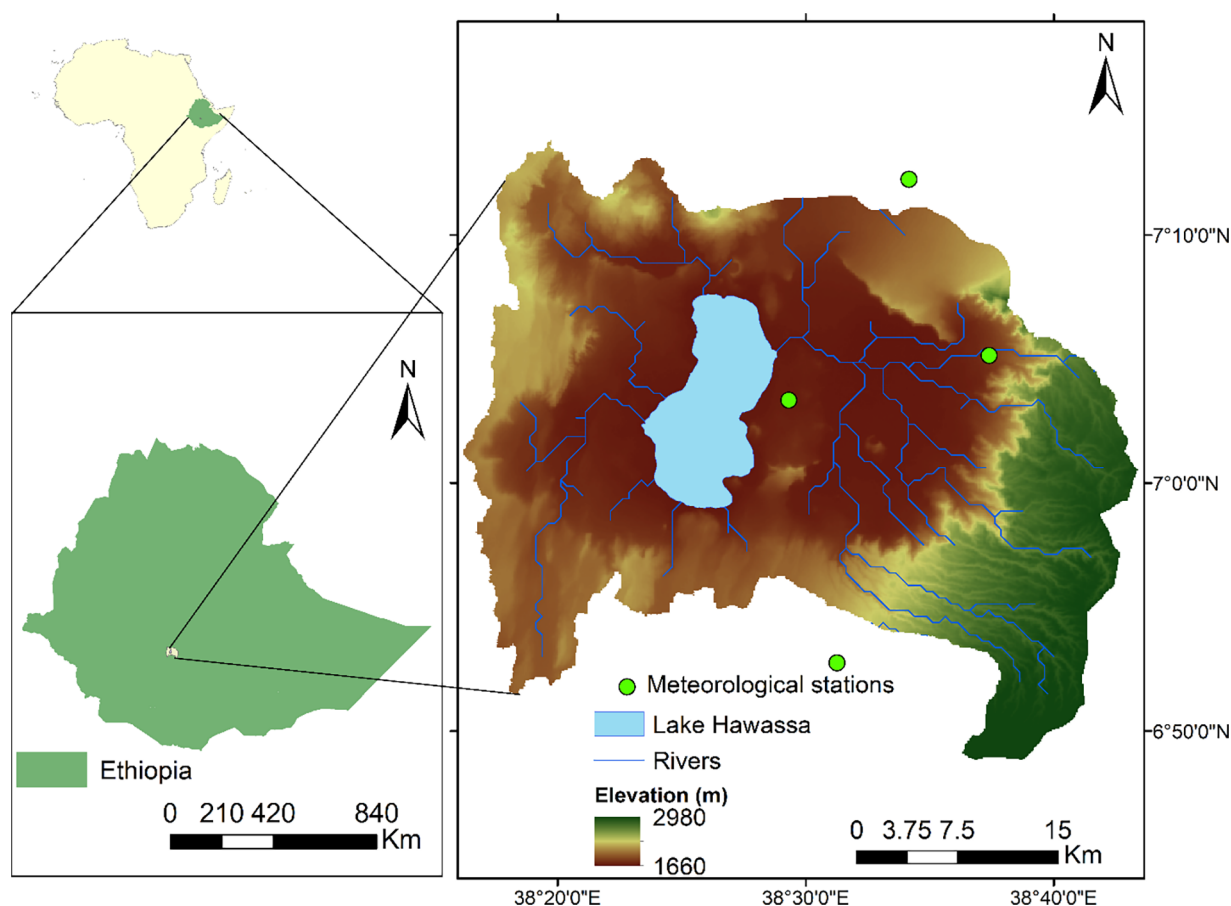 N
7°10'0"N
7°0'0"N
6°50'0"N
38°20'0"E
38°30'0"E
38°40'0"E
Meteorological stations
Lake Hawassa
Rivers
Elevation (m)
2980
1660
0 3.75 7.5 15
Km
N
Ethiopia
0 210 420 840
Km